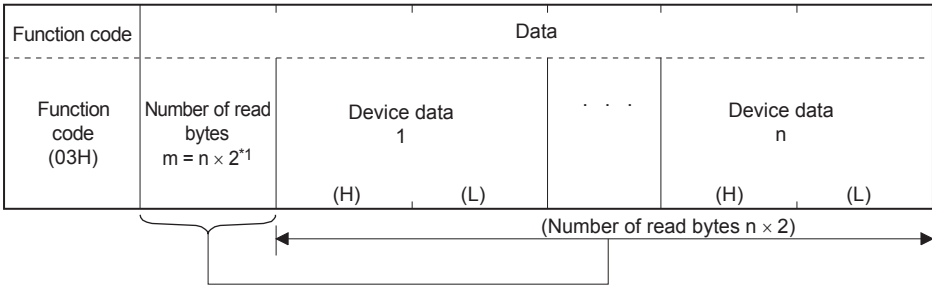 Function code
Data
Function
code
(03H)
Number of read
bytes
m = n × 2*1
Device data
1
(H)
(L)
. . .
Device data
n
(H)
(L)
(Number of read bytes n × 2)